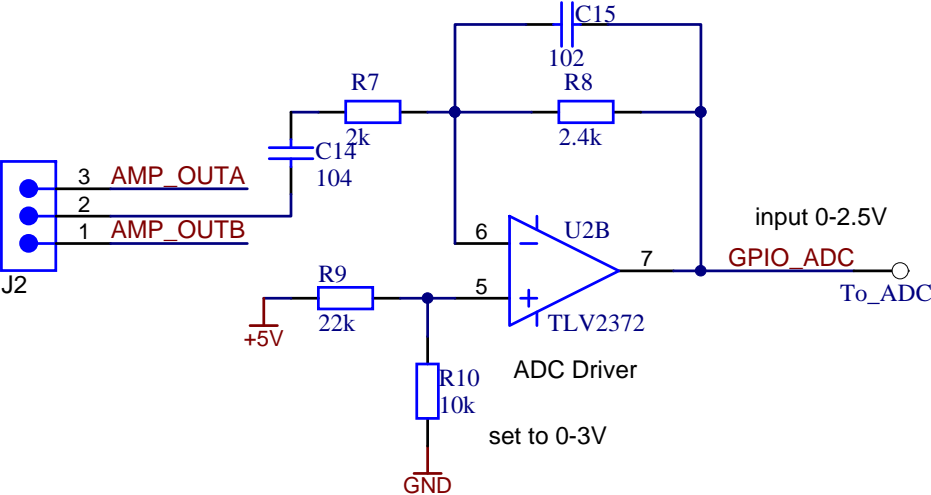 C15
102
R7
2k
R8
2.4k
C14
104
3 AMP_OUTA
2
1 AMP_OUTB
J2
6
U2B
input 0-2.5V
7
GPIO_ADC
To_ADC
R9
22k
5
+5V
TLV2372
ADC Driver
R10
10k
set to 0-3V
GND